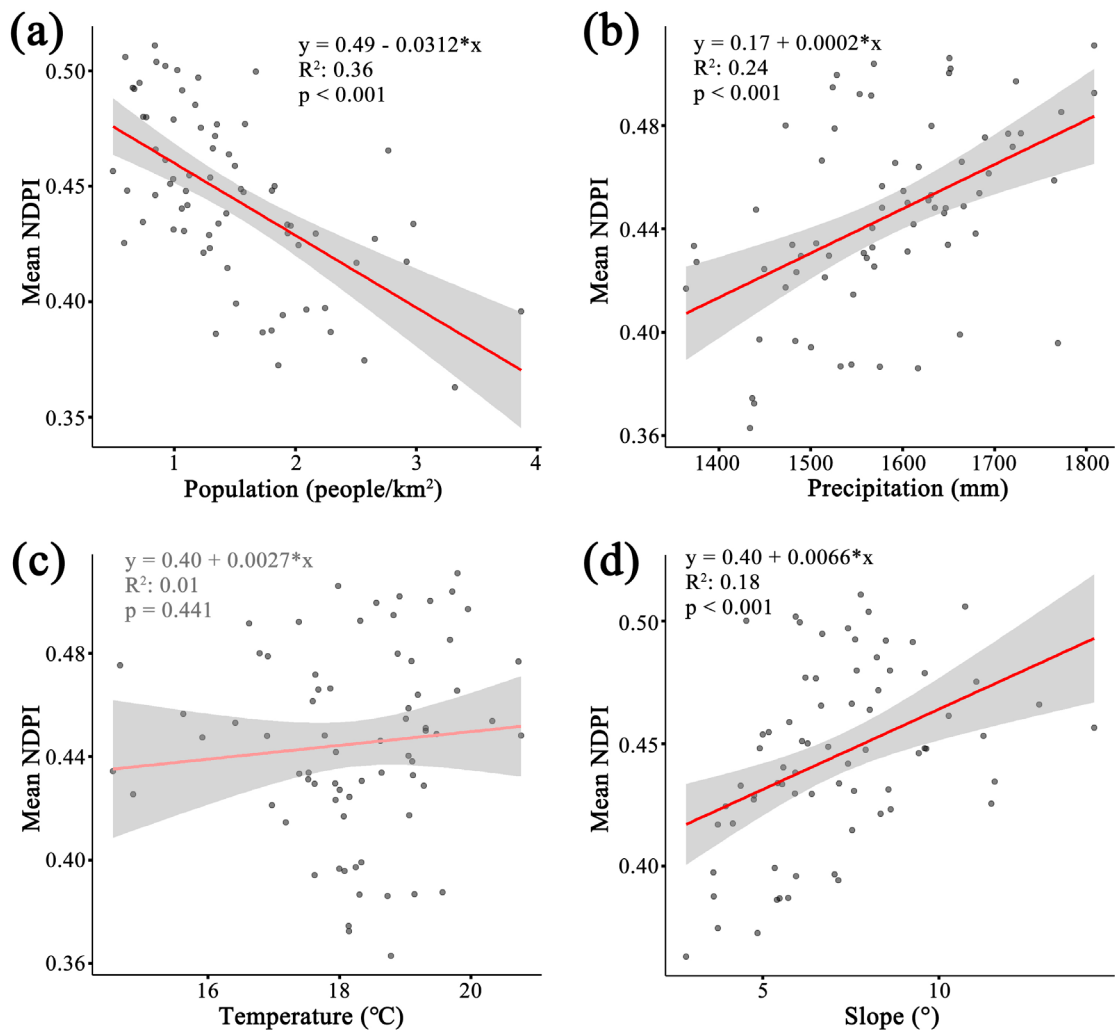 (a)
y = 0.49 - 0.0312*x
R²: 0.36
p < 0.001
Mean NDPI
0.50
0.45
0.40
0.35
1 2 3 4
Population (people/km²)
(b)
y = 0.17 + 0.0002*x
R²: 0.24
p < 0.001
Mean NDPI
0.48
0.44
0.40
0.36
1400 1500 1600 1700 1800
Precipitation (mm)
(c)
y = 0.40 + 0.0027*x
R²: 0.01
p = 0.441
Mean NDPI
0.48
0.44
0.40
0.36
16 18 20
Temperature (℃)
(d)
y = 0.40 + 0.0066*x
R²: 0.18
p < 0.001
Mean NDPI
0.50
0.45
0.40
5 10
Slope (°)